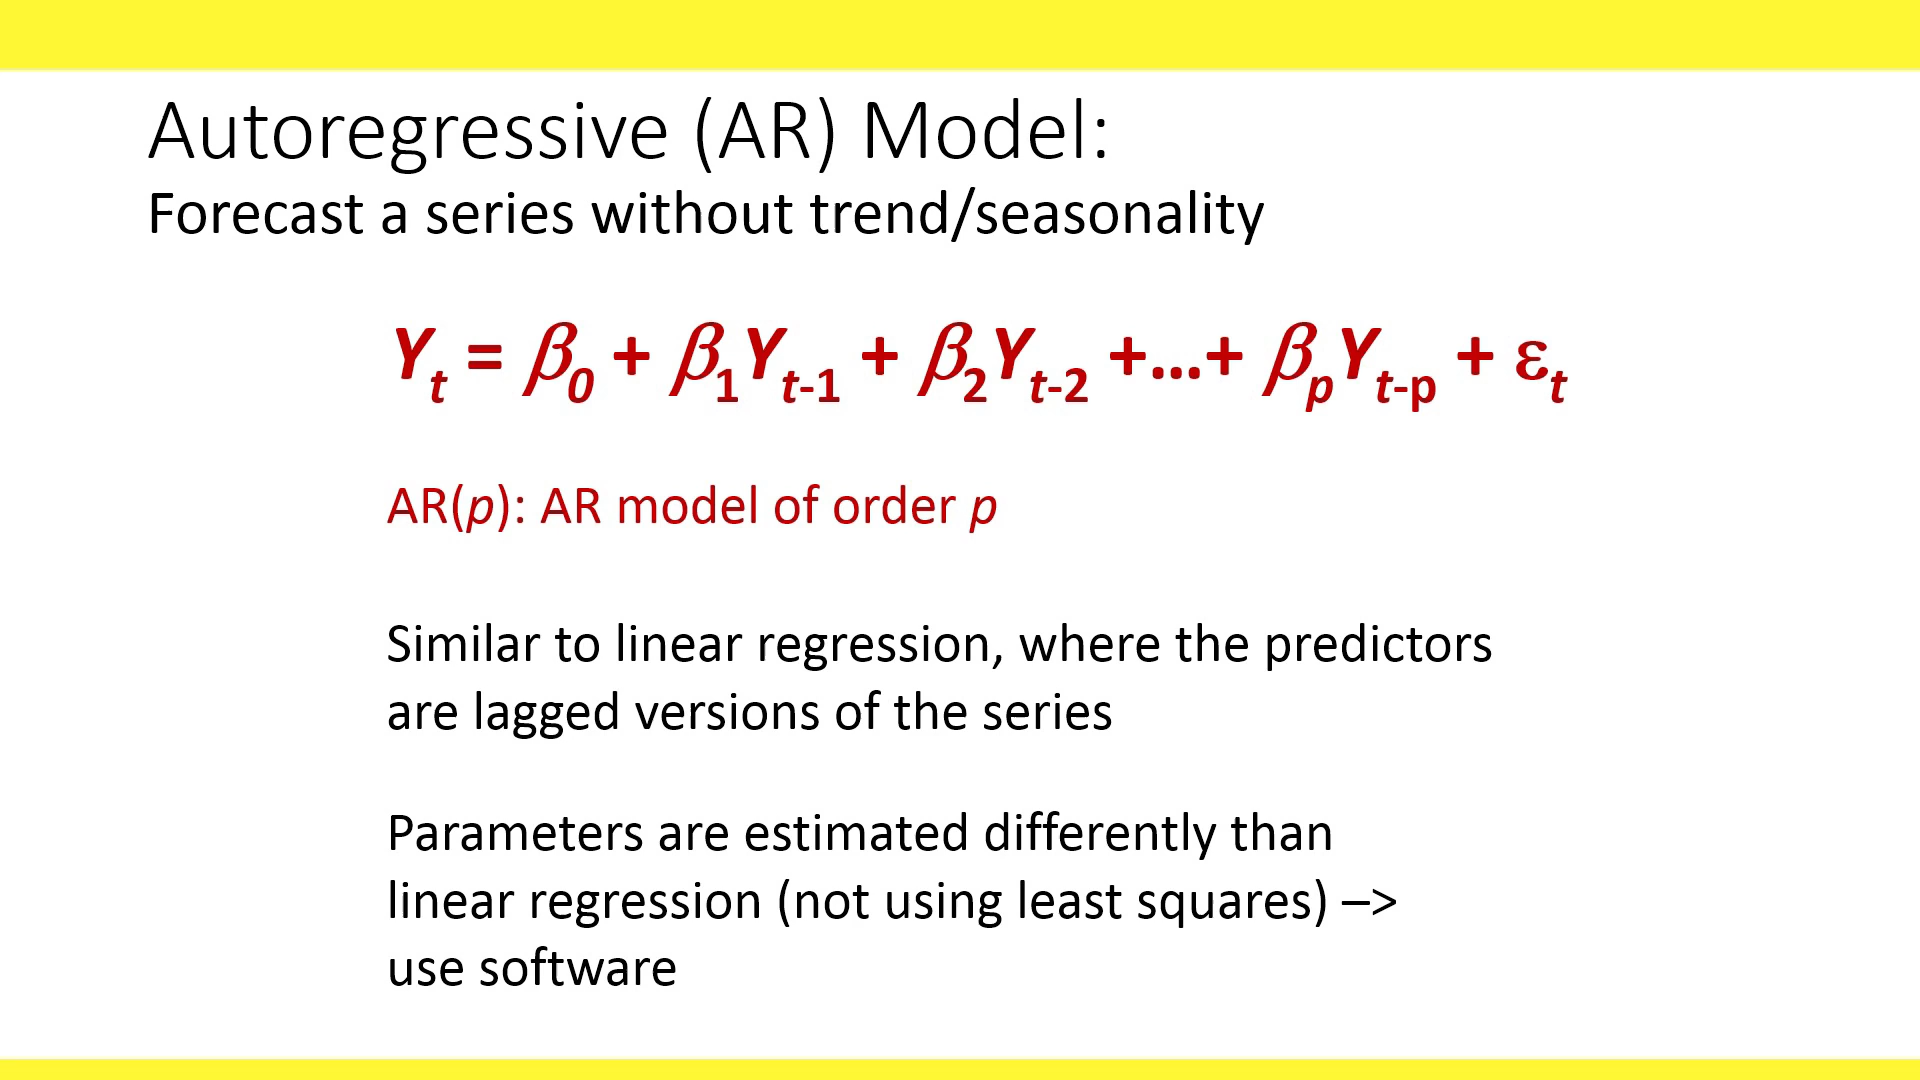 Autoregressive (AR) Model:
Forecast a series without trend/seasonality
Yt = β0 + β1Yt-1 + β2Yt-2 +…+ βpYt-p + εt
AR(p): AR model of order p
Similar to linear regression, where the predictors
are lagged versions of the series
Parameters are estimated differently than
linear regression (not using least squares) –>
use software